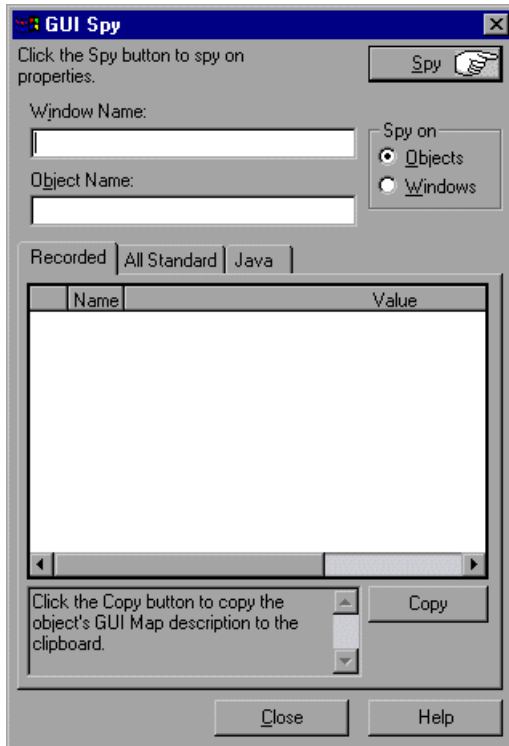 GUI Spy
Click the Spy button to spy on
properties.
Spy
Window Name:
Spy on
Objects
Windows
Object Name:
Recorded
All Standard
Java
Name
Value
Click the Copy button to copy the
object's GUI Map description to the
clipboard.
Copy
Close
Help